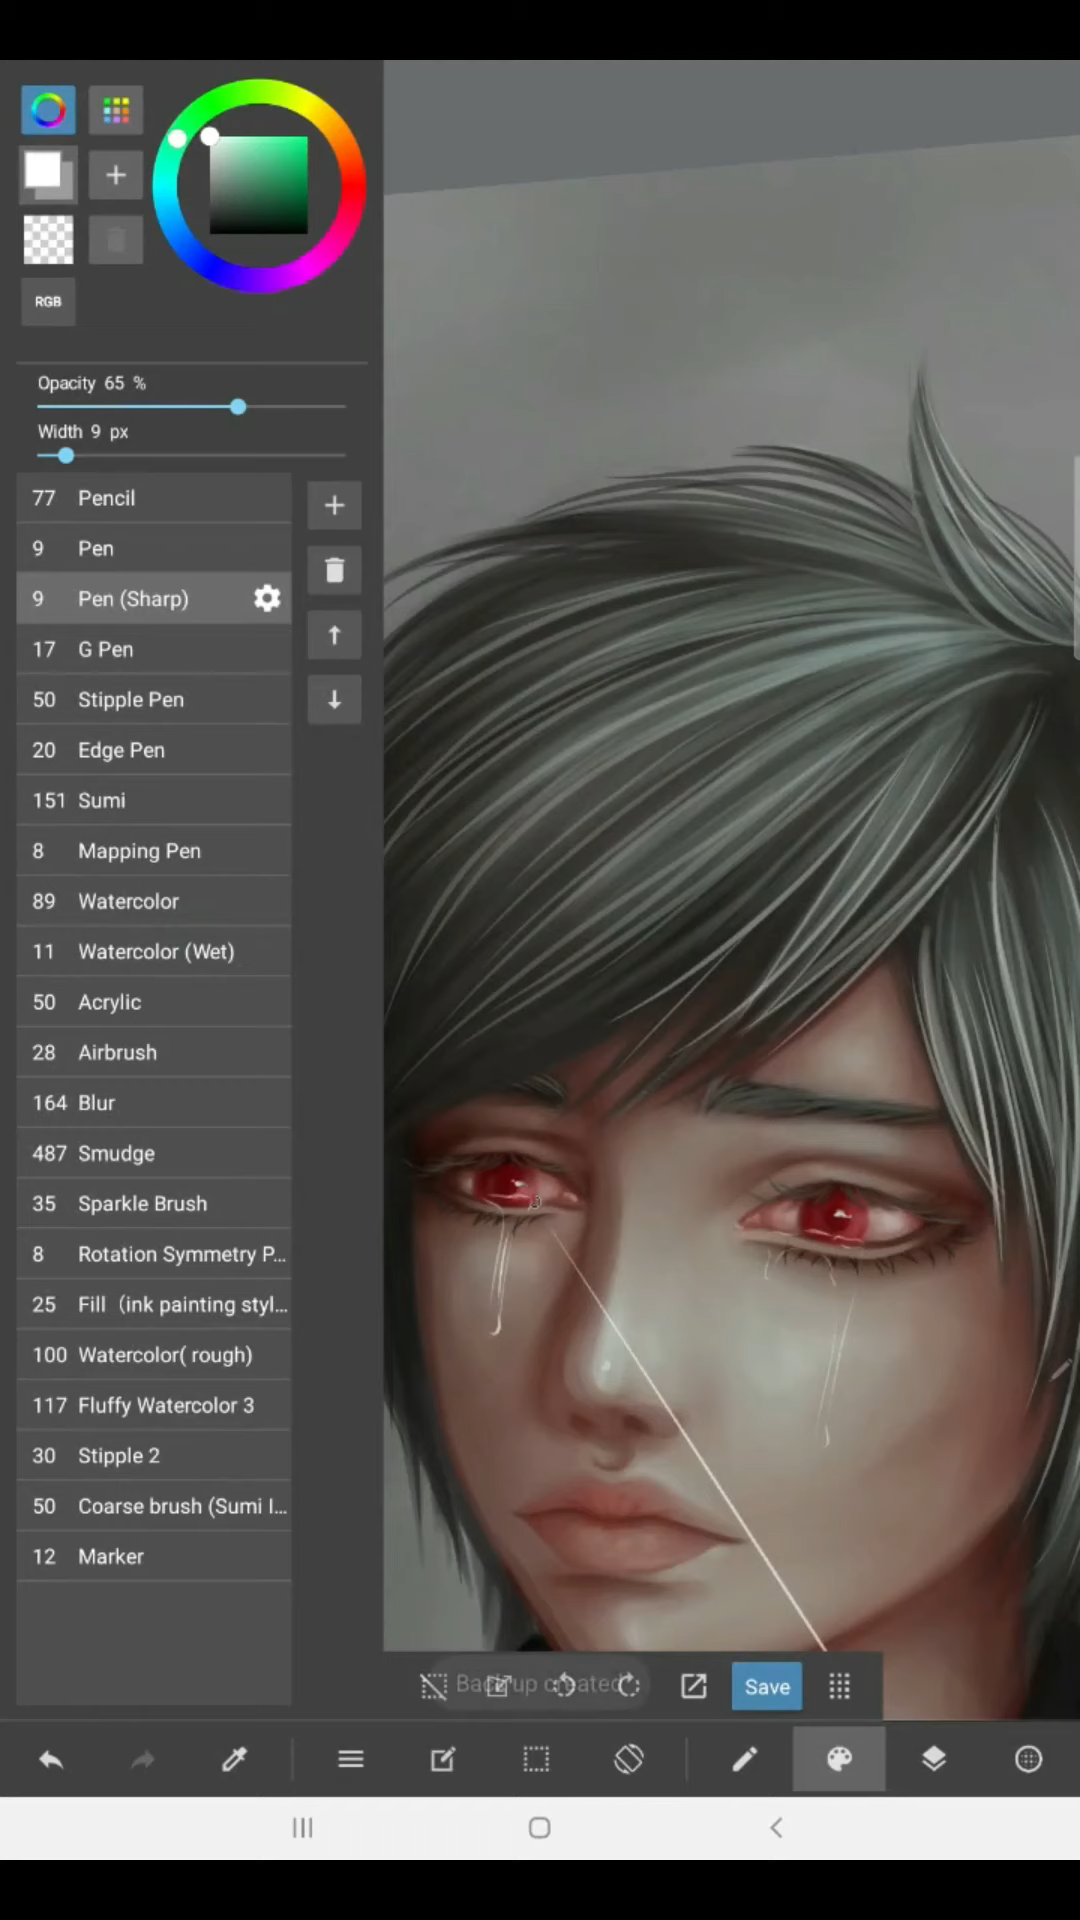 RGB
Opacity 65 %
Width 9 px
77 Pencil
9 Pen
9 Pen (Sharp)
17 G Pen
50 Stipple Pen
20 Edge Pen
151 Sumi
8 Mapping Pen
89 Watercolor
11 Watercolor (Wet)
50 Acrylic
28 Airbrush
164 Blur
487 Smudge
35 Sparkle Brush
8 Rotation Symmetry P...
25 Fill（ink painting styl...
100 Watercolor( rough)
117 Fluffy Watercolor 3
30 Stipple 2
50 Coarse brush (Sumi I...
12 Marker
Backup created
Save